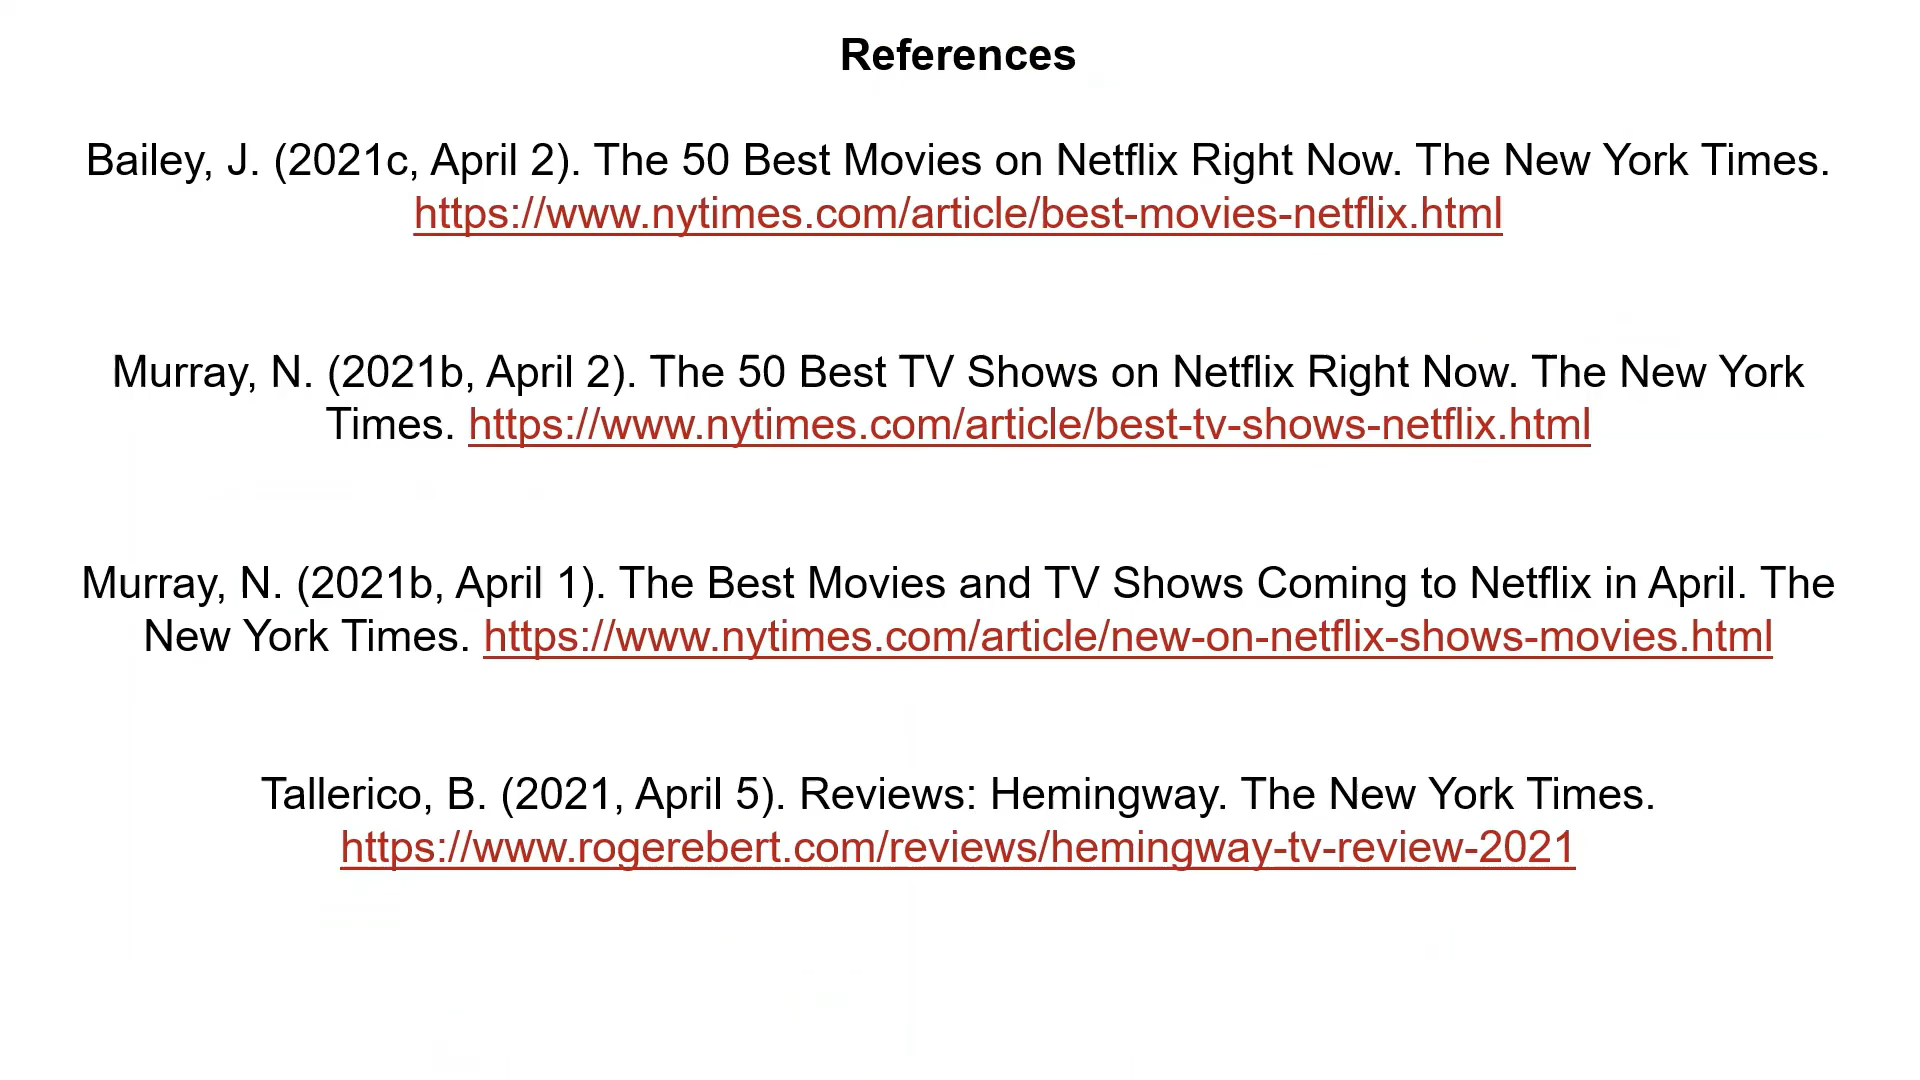 References
Bailey, J. (2021c, April 2). The 50 Best Movies on Netflix Right Now. The New York Times.
https://www.nytimes.com/article/best-movies-netflix.html
Murray, N. (2021b, April 2). The 50 Best TV Shows on Netflix Right Now. The New York
Times. https://www.nytimes.com/article/best-tv-shows-netflix.html
Murray, N. (2021b, April 1). The Best Movies and TV Shows Coming to Netflix in April. The
New York Times. https://www.nytimes.com/article/new-on-netflix-shows-movies.html
Tallerico, B. (2021, April 5). Reviews: Hemingway. The New York Times.
https://www.rogerebert.com/reviews/hemingway-tv-review-2021